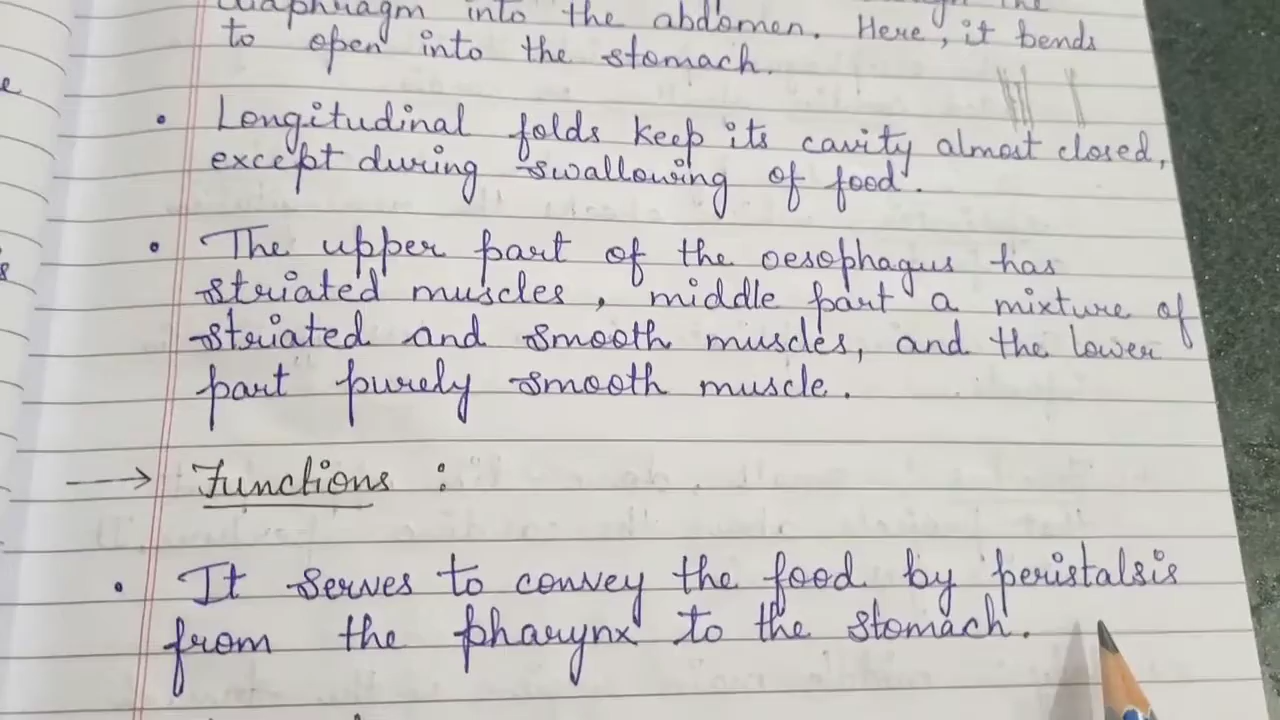 diaphragm into the abdomen. Here, it bends
to open into the stomach.
• Longitudinal folds keep its cavity almost closed,
except during swallowing of food.
• The upper part of the oesophagus has
striated muscles, middle part a mixture of
striated and smooth muscles, and the lower
part purely smooth muscle.
→ Functions :
• It serves to convey the food by peristalsis
from the pharynx to the stomach.